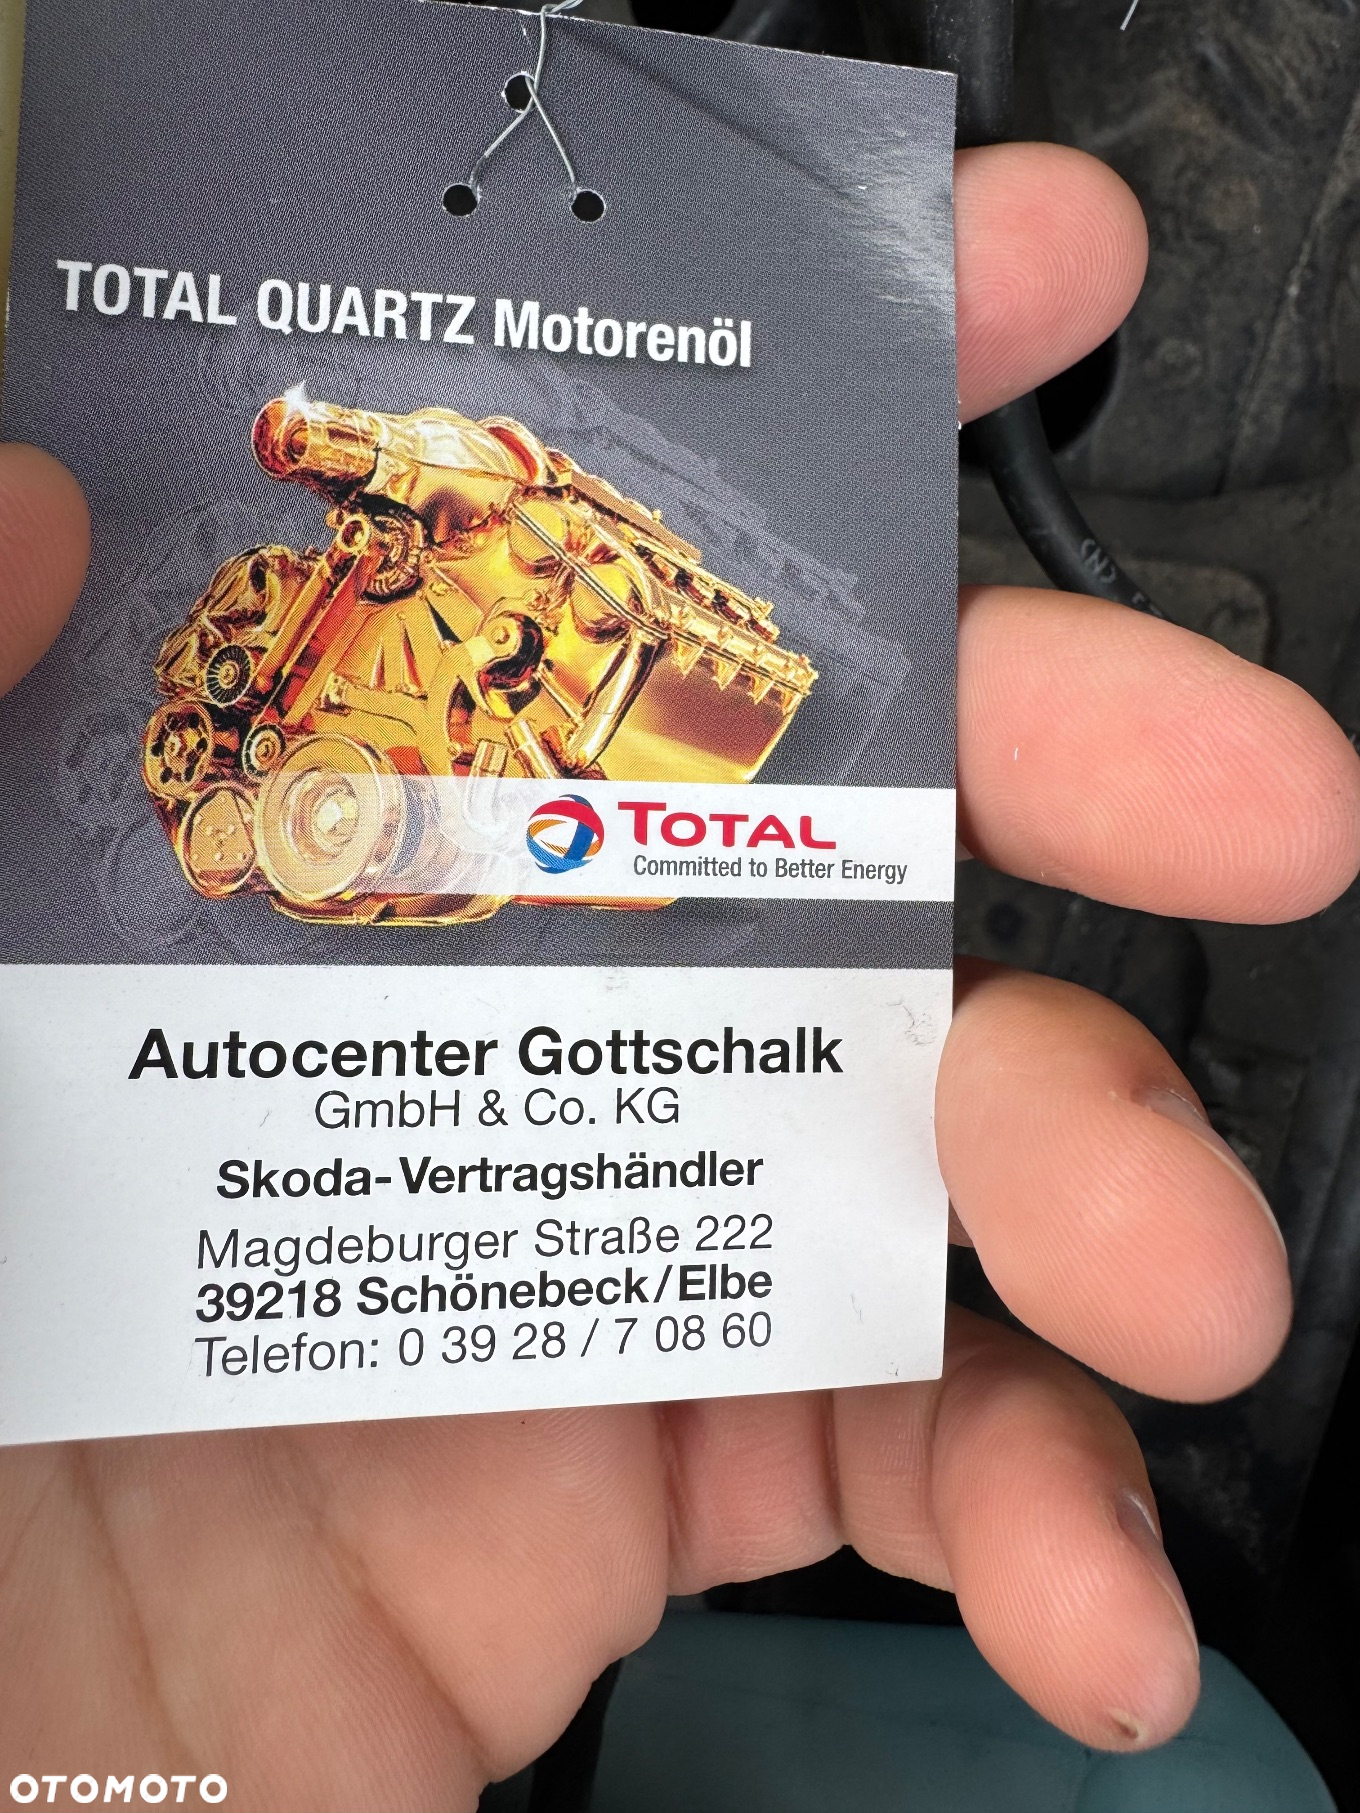 TOTAL QUARTZ Motorenöl
TOTAL
Committed to Better Energy
Autocenter Gottschalk
GmbH & Co. KG
Skoda-Vertragshändler
Magdeburger Straße 222
39218 Schönebeck/Elbe
Telefon: 0 39 28 / 7 08 60
OTOMOTO